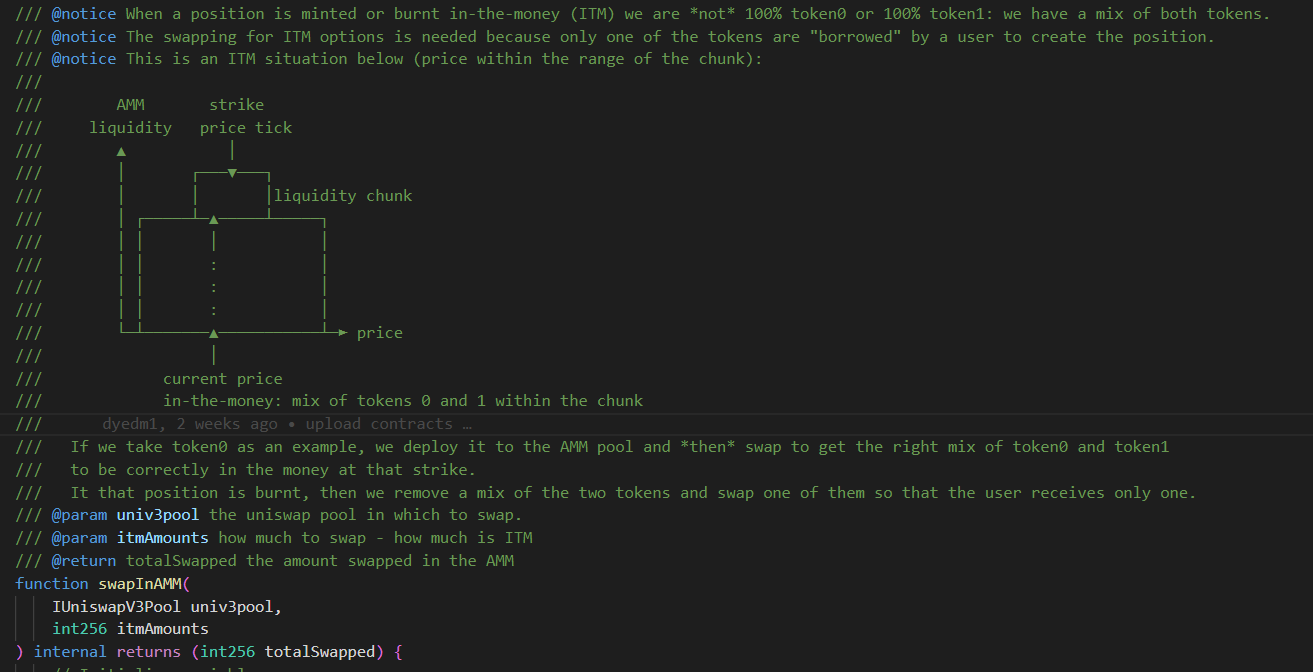 /// @notice When a position is minted or burnt in-the-money (ITM) we are *not* 100% token0 or 100% token1: we have a mix of both tokens.
/// @notice The swapping for ITM options is needed because only one of the tokens are "borrowed" by a user to create the position.
/// @notice This is an ITM situation below (price within the range of the chunk):
///
/// AMM strike
/// liquidity price tick
///
///
/// liquidity chunk
///
///
///
///
///
/// price
///
/// current price
/// in-the-money: mix of tokens 0 and 1 within the chunk
/// dyedm1, 2 weeks ago • upload contracts …
/// If we take token0 as an example, we deploy it to the AMM pool and *then* swap to get the right mix of token0 and token1
/// to be correctly in the money at that strike.
/// It that position is burnt, then we remove a mix of the two tokens and swap one of them so that the user receives only one.
/// @param univ3pool the uniswap pool in which to swap.
/// @param itmAmounts how much to swap - how much is ITM
/// @return totalSwapped the amount swapped in the AMM
function swapInAMM(
IUniswapV3Pool univ3pool,
int256 itmAmounts
) internal returns (int256 totalSwapped) {